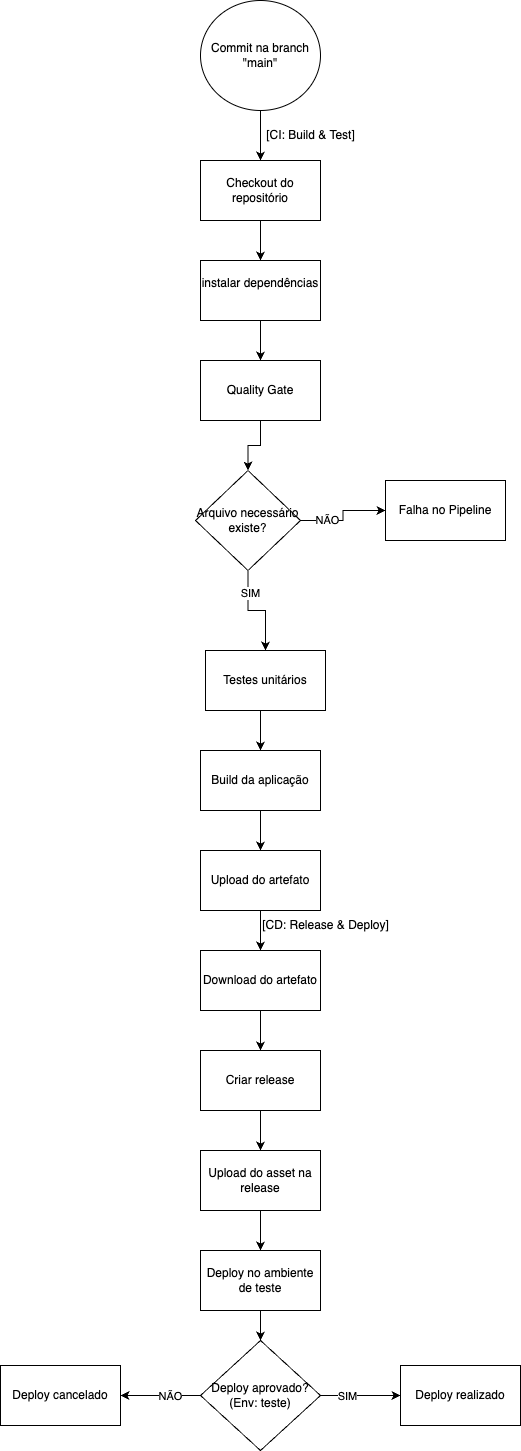 Commit na branch
"main"
[CI: Build & Test]
Checkout do
repositório
instalar dependências
Quality Gate
Arquivo necessário
existe?
NÃO
Falha no Pipeline
SIM
Testes unitários
Build da aplicação
Upload do artefato
[CD: Release & Deploy]
Download do artefato
Criar release
Upload do asset na
release
Deploy no ambiente
de teste
Deploy aprovado?
(Env: teste)
NÃO
Deploy cancelado
SIM
Deploy realizado